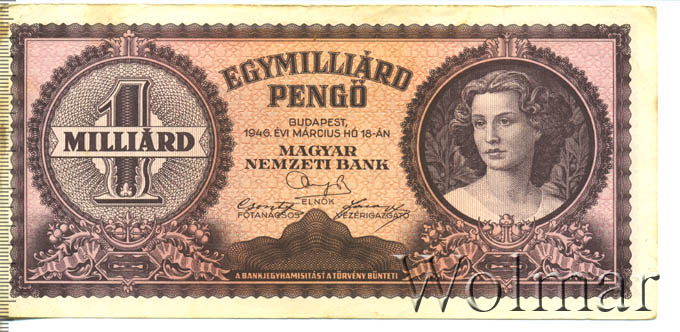 1
MILLIÁRD
EGYMILLIÁRD
PENGŐ
BUDAPEST,
1946. ÉVI MÁRCIUS HÓ 18-ÁN
MAGYAR
NEMZETI BANK
ELNÖK
FŐTANÁCSOS
VEZÉRIGAZGATÓ
A BANKJEGYHAMISÍTÁST A TÖRVÉNY BÜNTETI
Wolmar